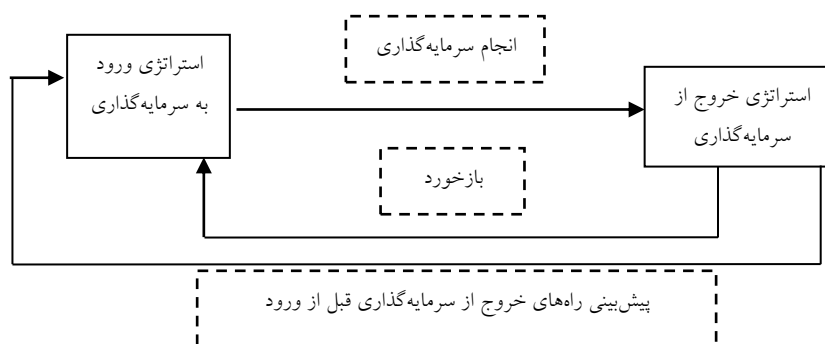 انجام سرمایه‌گذاری
استراتژی ورود
به سرمایه‌گذاری
استراتژی خروج از
سرمایه‌گذاری
بازخورد
پیش‌بینی راه‌های خروج از سرمایه‌گذاری قبل از ورود